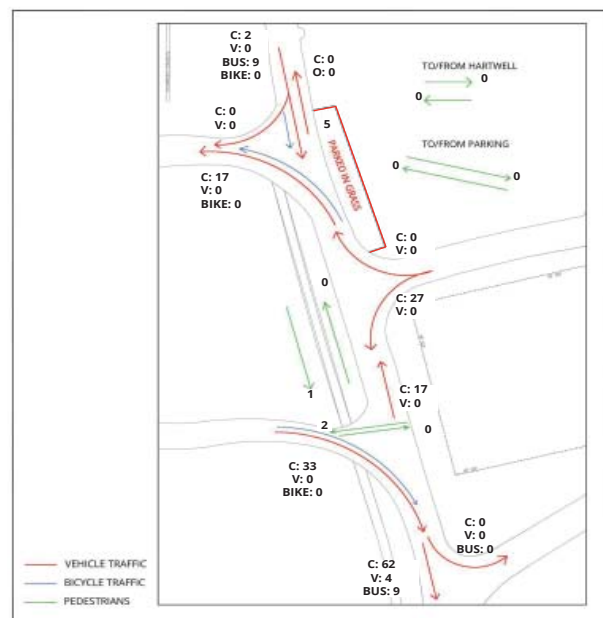 C: 2
V: 0
BUS: 9
BIKE: 0
C: 0
O: 0
TO/FROM HARTWELL
0
0
C: 0
V: 0
5
PARKED IN GRASS
TO/FROM PARKING
0
0
C: 17
V: 0
BIKE: 0
C: 0
V: 0
0
C: 27
V: 0
1
C: 17
V: 0
2
0
C: 33
V: 0
BIKE: 0
C: 0
V: 0
BUS: 0
C: 62
V: 4
BUS: 9
VEHICLE TRAFFIC
BICYCLE TRAFFIC
PEDESTRIANS